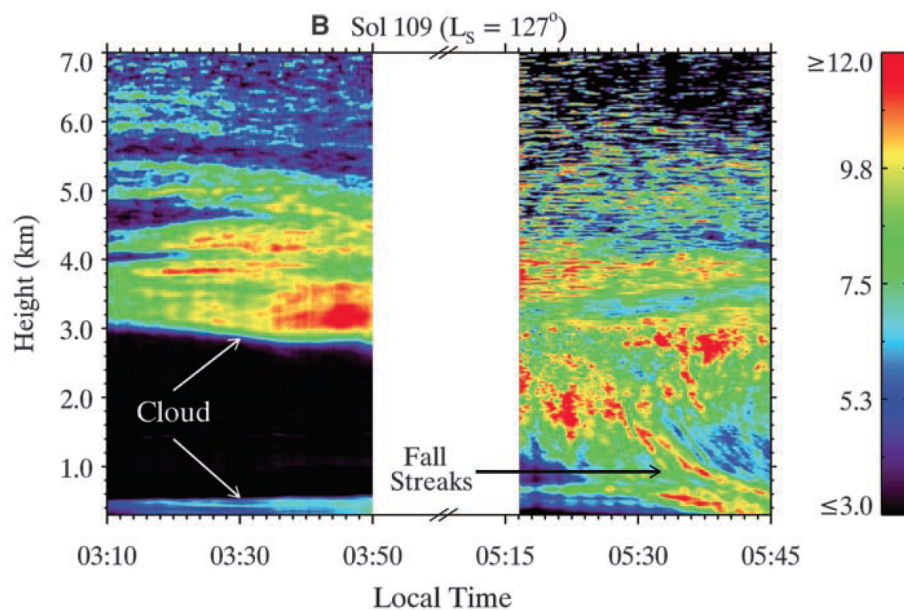 B Sol 109 (L_S = 127°)
7.0
6.0
5.0
4.0
3.0
2.0
1.0
Height (km)
Cloud
Fall
Streaks
03:10 03:30 03:50 05:15 05:30 05:45
Local Time
≥12.0
9.8
7.5
5.3
≤3.0